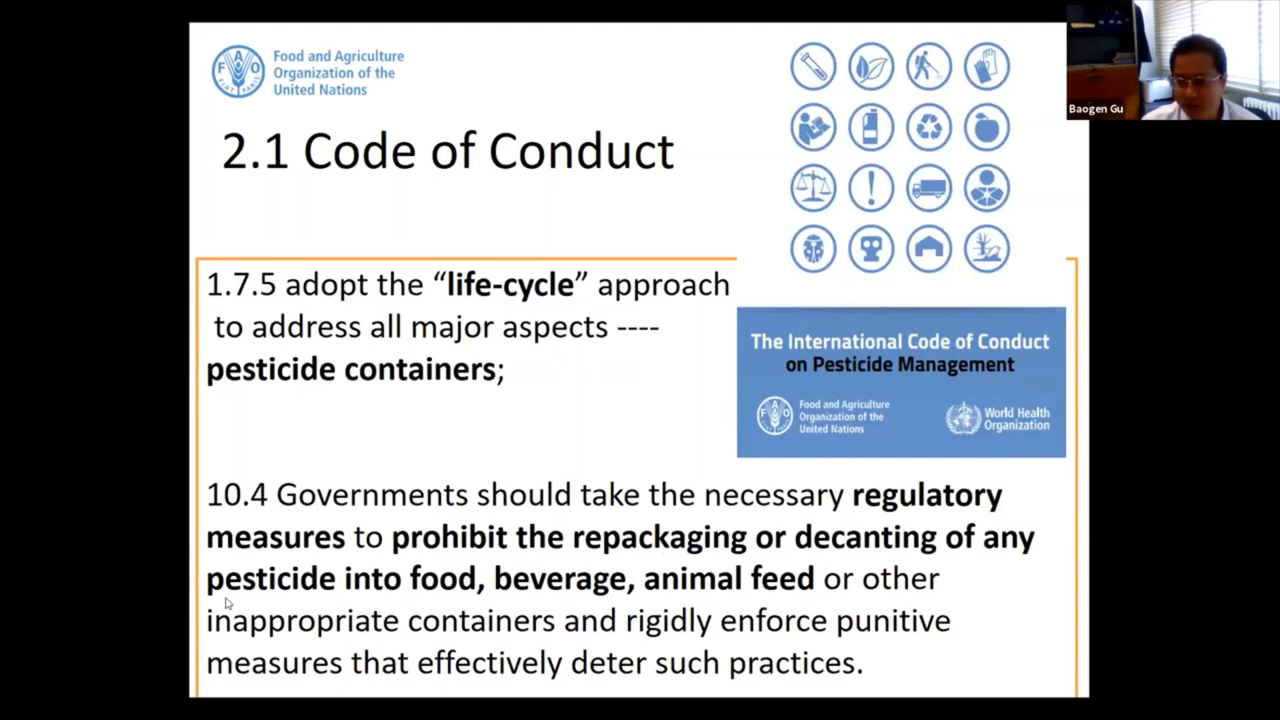 Food and Agriculture
Organization of the
United Nations
2.1 Code of Conduct
1.7.5 adopt the “life-cycle” approach
to address all major aspects ----
pesticide containers;
The International Code of Conduct
on Pesticide Management
Food and Agriculture
Organization of the
United Nations
World Health
Organization
10.4 Governments should take the necessary regulatory
measures to prohibit the repackaging or decanting of any
pesticide into food, beverage, animal feed or other
inappropriate containers and rigidly enforce punitive
measures that effectively deter such practices.
Baogen Gu